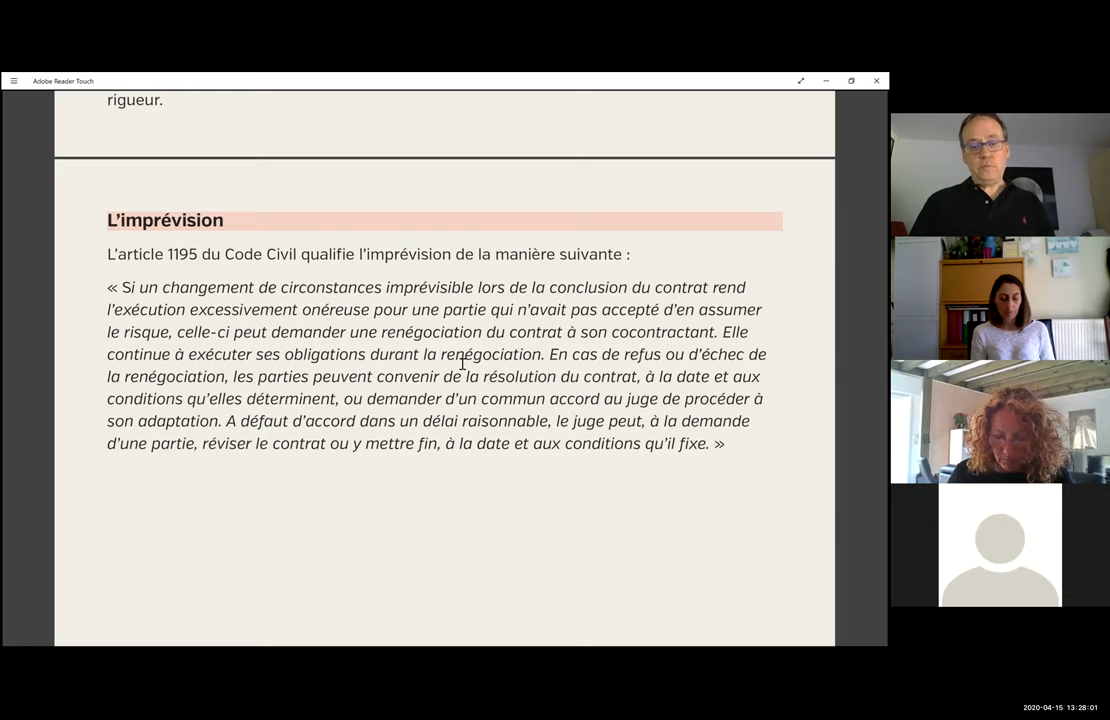 Adobe Reader Touch
rigueur.
L'imprévision
L'article 1195 du Code Civil qualifie l'imprévision de la manière suivante :
« Si un changement de circonstances imprévisible lors de la conclusion du contrat rend
l'exécution excessivement onéreuse pour une partie qui n'avait pas accepté d'en assumer
le risque, celle-ci peut demander une renégociation du contrat à son cocontractant. Elle
continue à exécuter ses obligations durant la renégociation. En cas de refus ou d'échec de
la renégociation, les parties peuvent convenir de la résolution du contrat, à la date et aux
conditions qu'elles déterminent, ou demander d'un commun accord au juge de procéder à
son adaptation. A défaut d'accord dans un délai raisonnable, le juge peut, à la demande
d'une partie, réviser le contrat ou y mettre fin, à la date et aux conditions qu'il fixe. »
2020-04-15 13:28:01